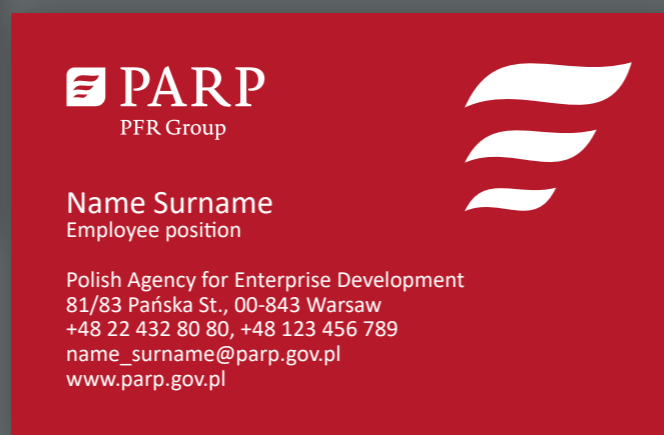 PARP
PFR Group
Name Surname
Employee position
Polish Agency for Enterprise Development
81/83 Pańska St., 00-843 Warsaw
+48 22 432 80 80, +48 123 456 789
name_surname@parp.gov.pl
www.parp.gov.pl